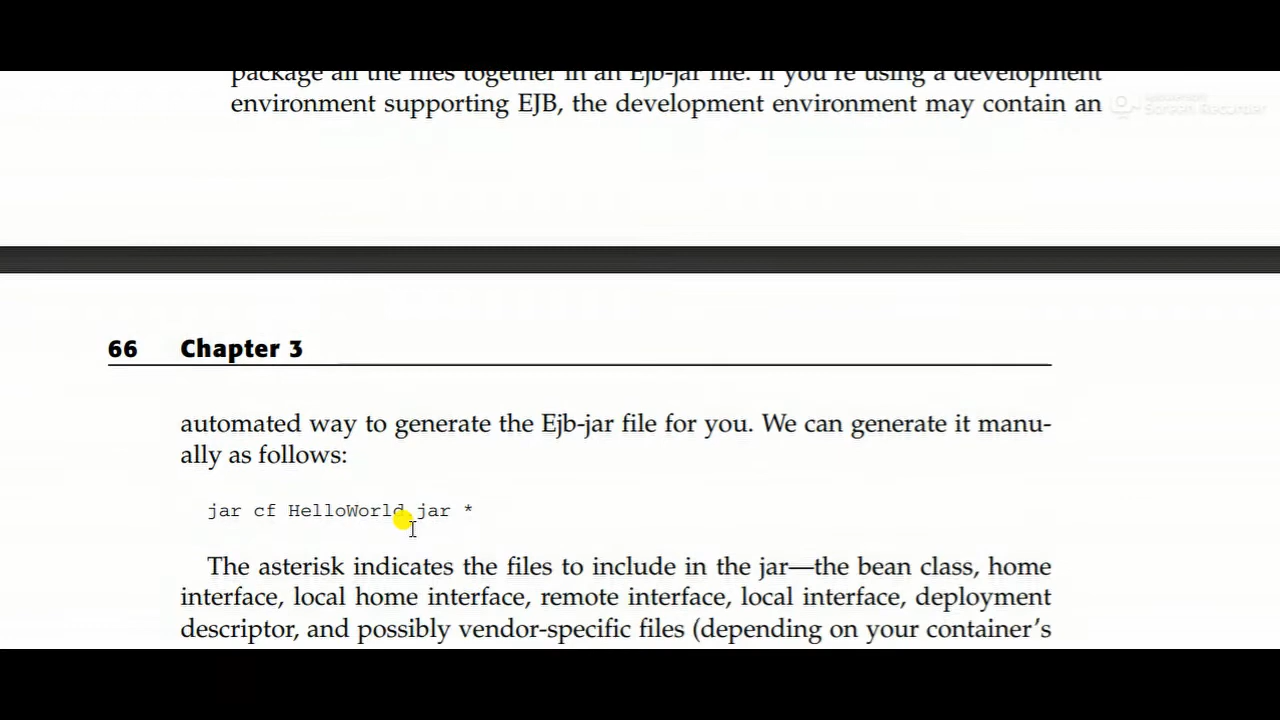 package all the files together in an Ejb-jar file. If you're using a development
environment supporting EJB, the development environment may contain an
Screen Recorder
66 Chapter 3
automated way to generate the Ejb-jar file for you. We can generate it manu-
ally as follows:
jar cf HelloWorld.jar *
The asterisk indicates the files to include in the jar—the bean class, home
interface, local home interface, remote interface, local interface, deployment
descriptor, and possibly vendor-specific files (depending on your container's